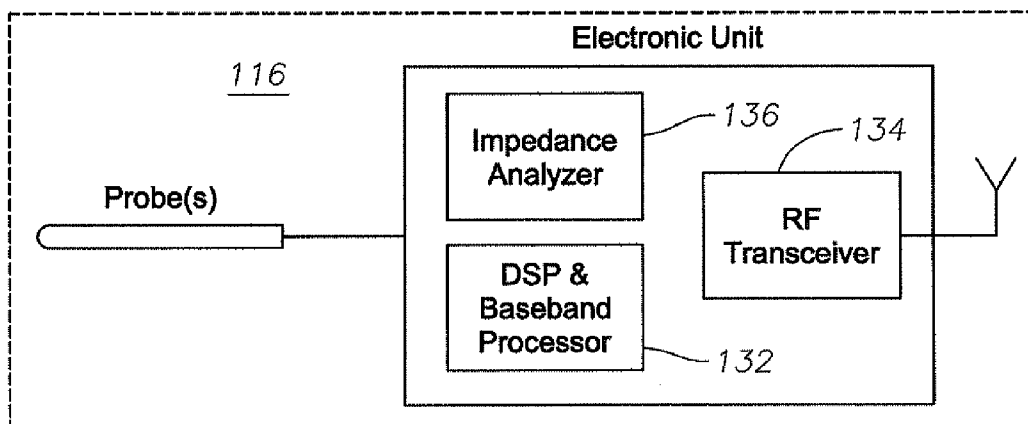 Electronic Unit
116
Impedance
Analyzer
136
134
Probe(s)
RF
Transceiver
DSP &
Baseband
Processor
132